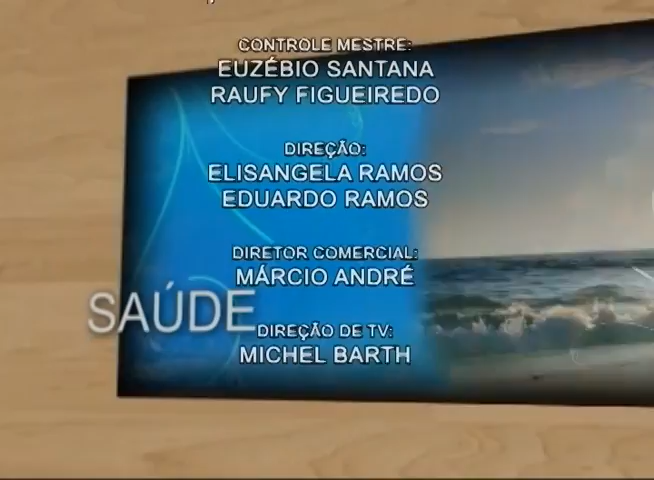 CONTROLE MESTRE:
EUZÉBIO SANTANA
RAUFY FIGUEIREDO
DIREÇÃO:
ELISANGELA RAMOS
EDUARDO RAMOS
DIRETOR COMERCIAL:
MÁRCIO ANDRÉ
SAÚDE
DIREÇÃO DE TV:
MICHEL BARTH